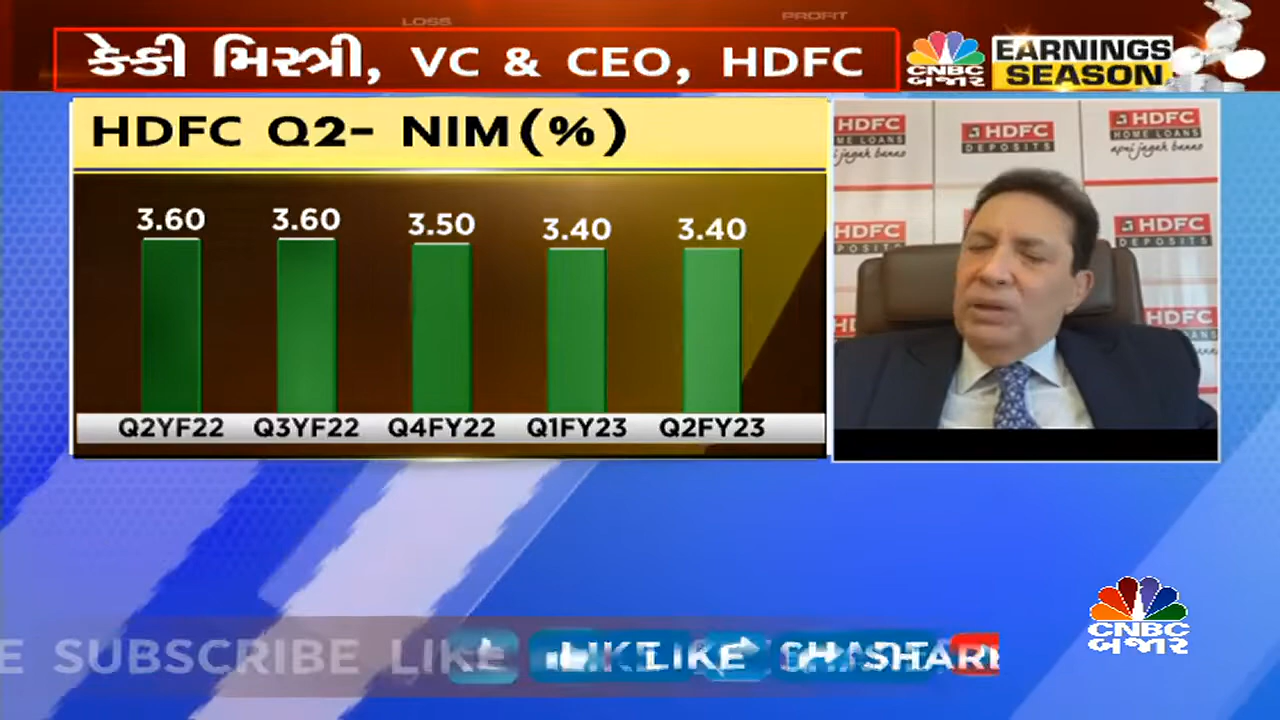 LOSS
PROFIT
કેકી મિસ્ત્રી, VC & CEO, HDFC
CNBC
બજાર
EARNINGS
SEASON
HDFC Q2- NIM(%)
3.60 3.60 3.50 3.40 3.40
Q2YF22 Q3YF22 Q4FY22 Q1FY23 Q2FY23
HDFC
HOME LOANS
apni jagah banao
HDFC
DEPOSITS
HDFC
HOME LOANS
apni jagah banao
HDFC
DEPOSITS
HDFC
DEPOSITS
HDFC
CNBC
બજાર
SUBSCRIBE LIKE LIKE SHARE